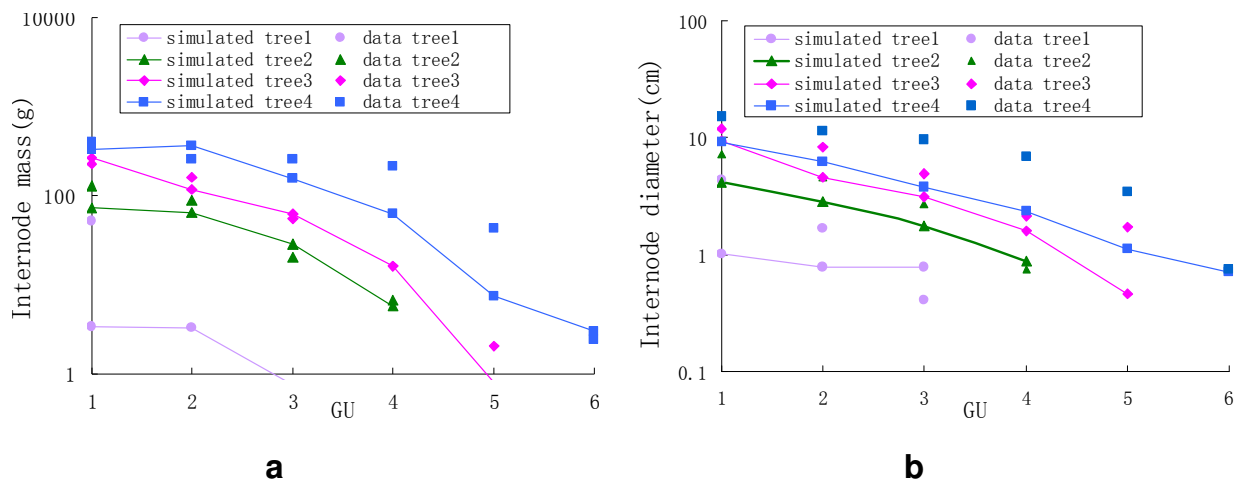 10000
100
1
Internode mass(g)
simulated tree1 data tree1
simulated tree2 data tree2
simulated tree3 data tree3
simulated tree4 data tree4
1 2 3 4 5 6
GU
a
100
10
1
0.1
Internode diameter(cm)
simulated tree1 data tree1
simulated tree2 data tree2
simulated tree3 data tree3
simulated tree4 data tree4
1 2 3 4 5 6
GU
b